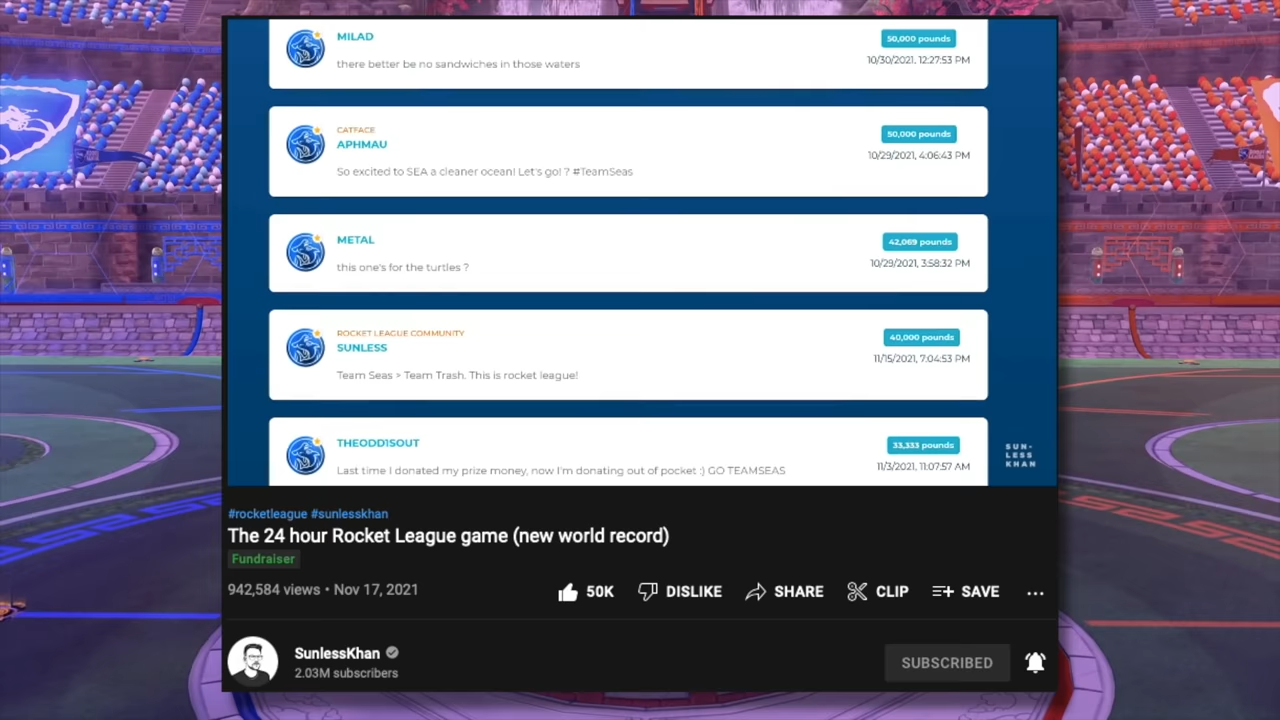 MILAD
50,000 pounds
there better be no sandwiches in those waters
10/30/2021, 12:27:53 PM
CATFACE
APHMAU
50,000 pounds
10/29/2021, 4:06:43 PM
So excited to SEA a cleaner ocean! Let's go! ? #TeamSeas
METAL
42,069 pounds
this one's for the turtles ?
10/29/2021, 3:58:32 PM
ROCKET LEAGUE COMMUNITY
SUNLESS
40,000 pounds
11/15/2021, 7:04:53 PM
Team Seas > Team Trash. This is rocket league!
THEODD1SOUT
33,333 pounds
Last time I donated my prize money, now I'm donating out of pocket :) GO TEAMSEAS
11/3/2021, 11:07:57 AM
SUN-
LESS
KHAN
#rocketleague #sunlesskhan
The 24 hour Rocket League game (new world record)
Fundraiser
942,584 views • Nov 17, 2021
50K
DISLIKE
SHARE
CLIP
SAVE
...
SunlessKhan
2.03M subscribers
SUBSCRIBED